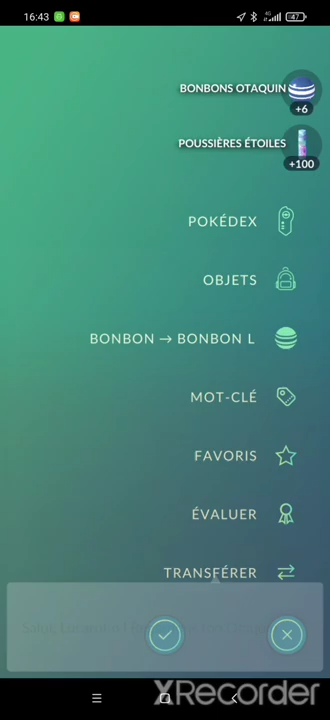 16:43
4G
47
BONBONS OTAQUIN
+6
POUSSIÈRES ÉTOILES
+100
POKÉDEX
OBJETS
BONBON → BONBON L
MOT-CLÉ
FAVORIS
ÉVALUER
TRANSFÉRER
XRecorder